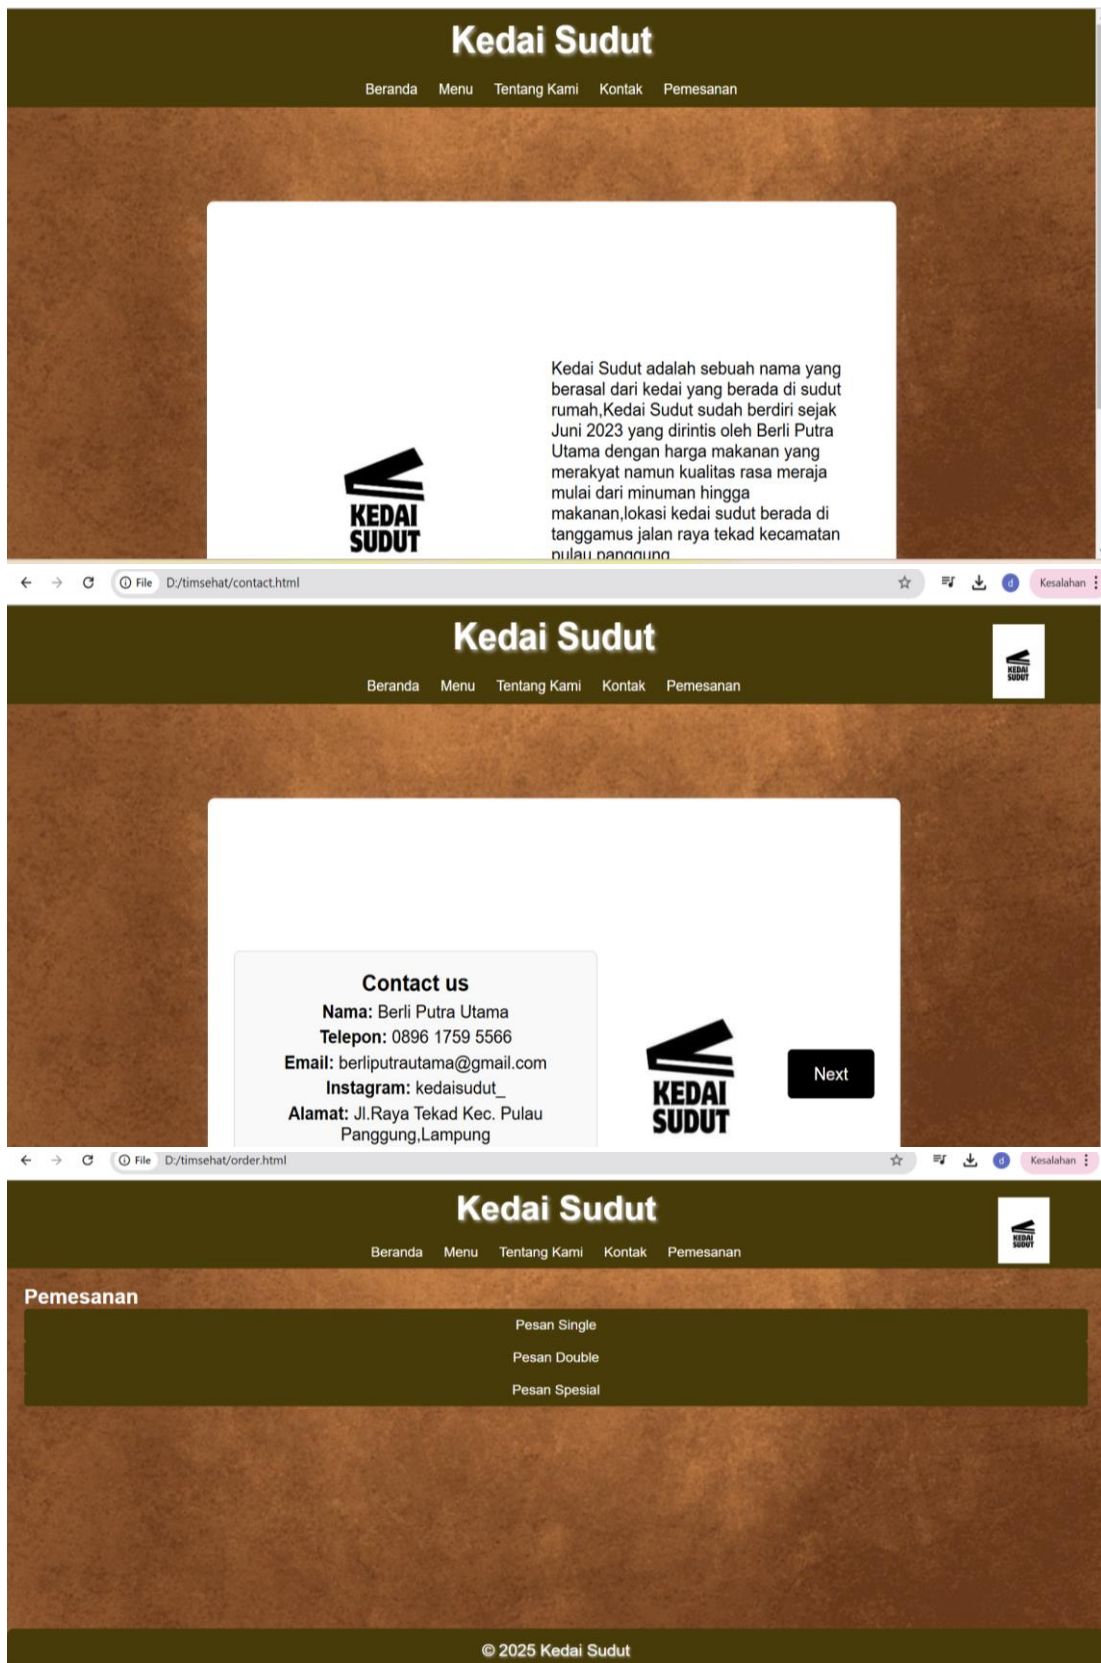 Kedai Sudut
Beranda Menu Tentang Kami Kontak Pemesanan
Kedai Sudut adalah sebuah nama yang
berasal dari kedai yang berada di sudut
rumah,Kedai Sudut sudah berdiri sejak
Juni 2023 yang dirintis oleh Berli Putra
Utama dengan harga makanan yang
merakyat namun kualitas rasa meraja
mulai dari minuman hingga
makanan,lokasi kedai sudut berada di
tanggamus jalan raya tekad kecamatan
pulau panggung
KEDAI
SUDUT
File D:/timsehat/contact.html
d Kesalahan
Kedai Sudut
Beranda Menu Tentang Kami Kontak Pemesanan
KEDAI
SUDUT
Contact us
Nama: Berli Putra Utama
Telepon: 0896 1759 5566
Email: berliputrautama@gmail.com
Instagram: kedaisudut_
Alamat: Jl.Raya Tekad Kec. Pulau
Panggung,Lampung
KEDAI
SUDUT
Next
File D:/timsehat/order.html
d Kesalahan
Kedai Sudut
Beranda Menu Tentang Kami Kontak Pemesanan
KEDAI
SUDUT
Pemesanan
Pesan Single
Pesan Double
Pesan Spesial
© 2025 Kedai Sudut